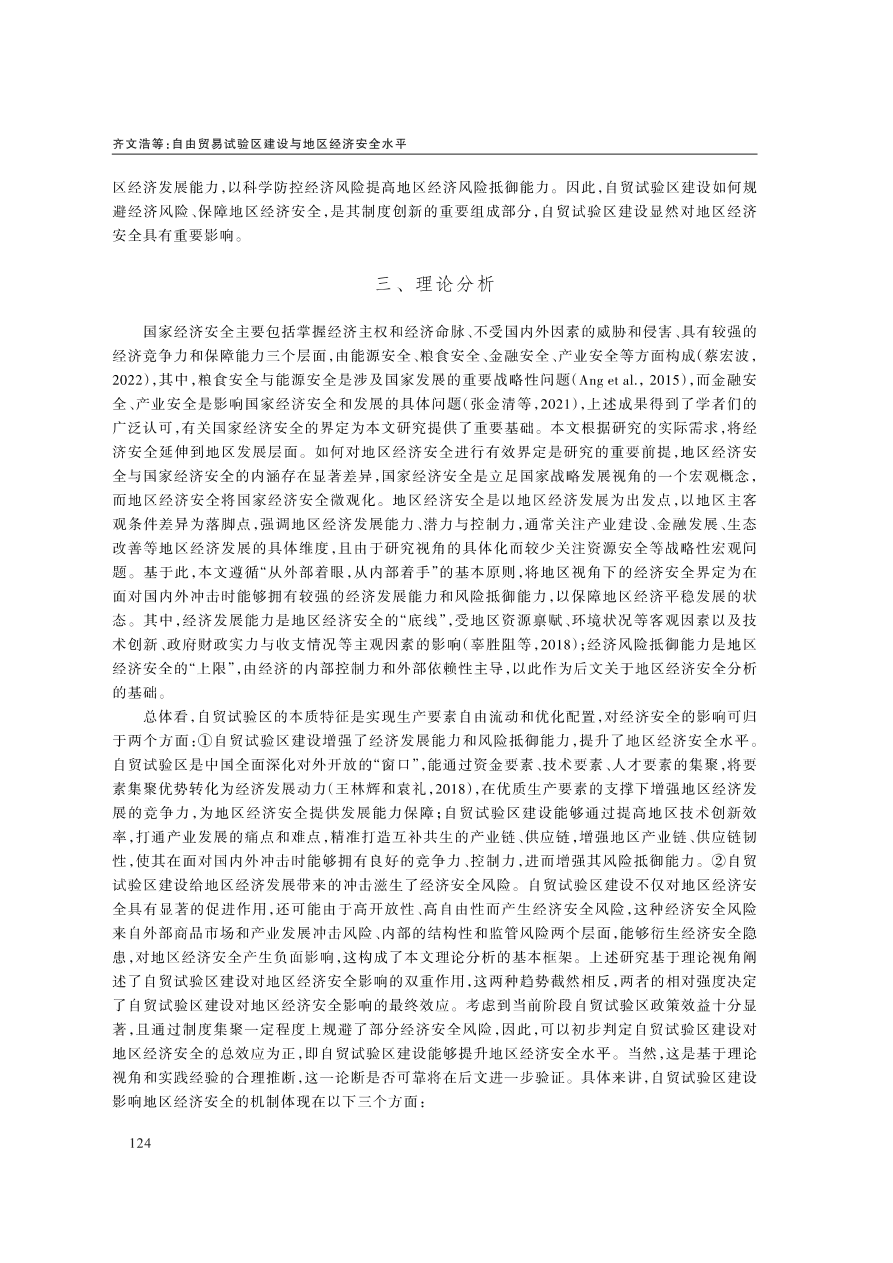 齐文浩等:自由贸易试验区建设与地区经济安全水平
区经济发展能力,以科学防控经济风险提高地区经济风险抵御能力。因此,自贸试验区建设如何规
避经济风险、保障地区经济安全,是其制度创新的重要组成部分,自贸试验区建设显然对地区经济
安全具有重要影响。
三、理论分析
国家经济安全主要包括掌握经济主权和经济命脉、不受国内外因素的威胁和侵害、具有较强的
经济竞争力和保障能力三个层面,由能源安全、粮食安全、金融安全、产业安全等方面构成(蔡宏波,
2022),其中,粮食安全与能源安全是涉及国家发展的重要战略性问题(Ang et al., 2015),而金融安
全、产业安全是影响国家经济安全和发展的具体问题(张金清等,2021),上述成果得到了学者们的
广泛认可,有关国家经济安全的界定为本文研究提供了重要基础。本文根据研究的实际需求,将经
济安全延伸到地区发展层面。如何对地区经济安全进行有效界定是研究的重要前提,地区经济安
全与国家经济安全的内涵存在显著差异,国家经济安全是立足国家战略发展视角的一个宏观概念,
而地区经济安全将国家经济安全微观化。地区经济安全是以地区经济发展为出发点,以地区主客
观条件差异为落脚点,强调地区经济发展能力、潜力与控制力,通常关注产业建设、金融发展、生态
改善等地区经济发展的具体维度,且由于研究视角的具体化而较少关注资源安全等战略性宏观问
题。基于此,本文遵循“从外部着眼,从内部着手”的基本原则,将地区视角下的经济安全界定为在
面对国内外冲击时能够拥有较强的经济发展能力和风险抵御能力,以保障地区经济平稳发展的状
态。其中,经济发展能力是地区经济安全的“底线”,受地区资源禀赋、环境状况等客观因素以及技
术创新、政府财政实力与收支情况等主观因素的影响(辜胜阻等,2018);经济风险抵御能力是地区
经济安全的“上限”,由经济的内部控制力和外部依赖性主导,以此作为后文关于地区经济安全分析
的基础。
总体看,自贸试验区的本质特征是实现生产要素自由流动和优化配置,对经济安全的影响可归
于两个方面:①自贸试验区建设增强了经济发展能力和风险抵御能力,提升了地区经济安全水平。
自贸试验区是中国全面深化对外开放的“窗口”,能通过资金要素、技术要素、人才要素的集聚,将要
素集聚优势转化为经济发展动力(王林辉和袁礼,2018),在优质生产要素的支撑下增强地区经济发
展的竞争力,为地区经济安全提供发展能力保障;自贸试验区建设能够通过提高地区技术创新效
率,打通产业发展的痛点和难点,精准打造互补共生的产业链、供应链,增强地区产业链、供应链韧
性,使其在面对国内外冲击时能够拥有良好的竞争力、控制力,进而增强其风险抵御能力。②自贸
试验区建设给地区经济发展带来的冲击滋生了经济安全风险。自贸试验区建设不仅对地区经济安
全具有显著的促进作用,还可能由于高开放性、高自由性而产生经济安全风险,这种经济安全风险
来自外部商品市场和产业发展冲击风险、内部的结构性和监管风险两个层面,能够衍生经济安全隐
患,对地区经济安全产生负面影响,这构成了本文理论分析的基本框架。上述研究基于理论视角阐
述了自贸试验区建设对地区经济安全影响的双重作用,这两种趋势截然相反,两者的相对强度决定
了自贸试验区建设对地区经济安全影响的最终效应。考虑到当前阶段自贸试验区政策效益十分显
著,且通过制度集聚一定程度上规避了部分经济安全风险,因此,可以初步判定自贸试验区建设对
地区经济安全的总效应为正,即自贸试验区建设能够提升地区经济安全水平。当然,这是基于理论
视角和实践经验的合理推断,这一论断是否可靠将在后文进一步验证。具体来讲,自贸试验区建设
影响地区经济安全的机制体现在以下三个方面:
124